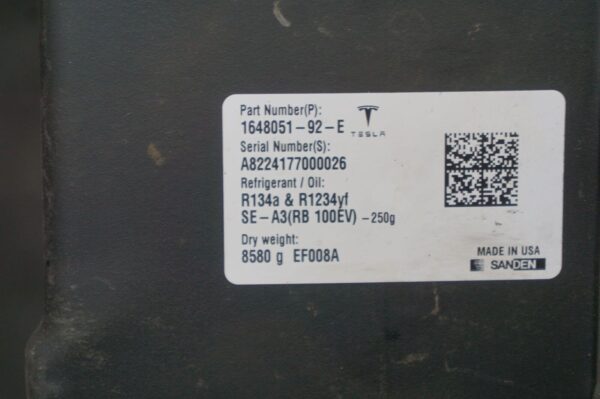 Part Number(P):
1648051-92-E
TESLA
Serial Number(S):
A8224177000026
Refrigerant / Oil:
R134a & R1234yf
SE-A3(RB 100EV) -250g
Dry weight:
8580 g EF008A
MADE IN USA
SANDEN